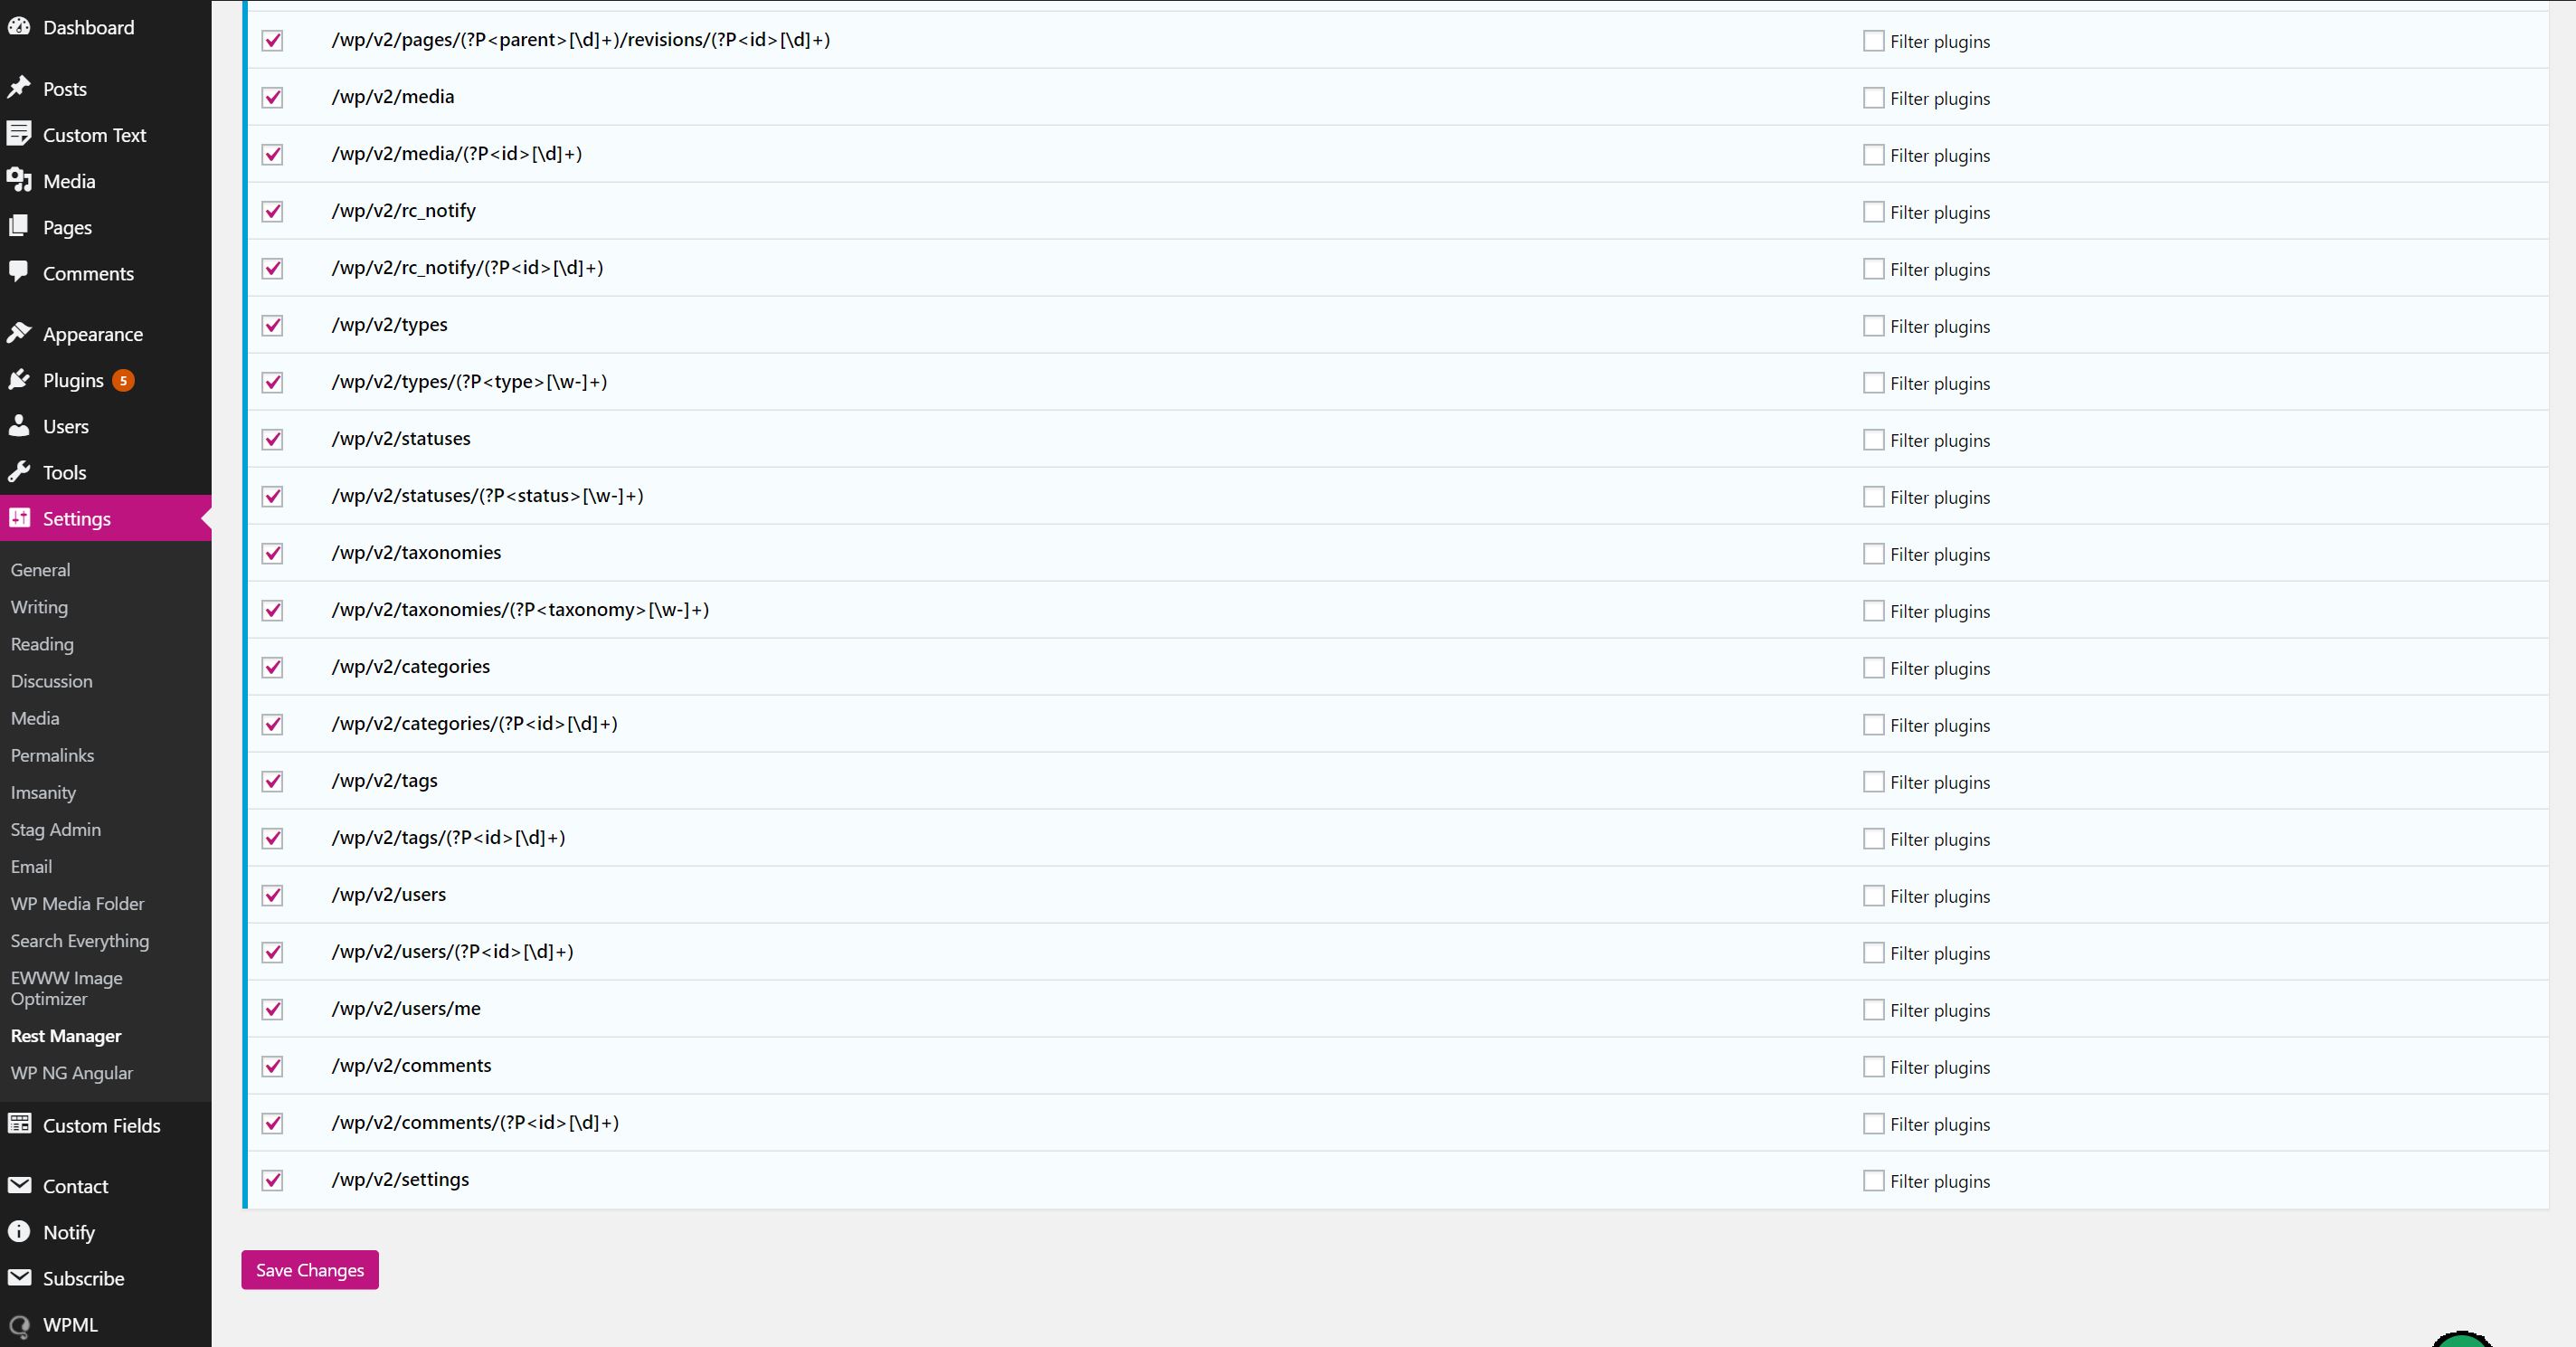 Dashboard
Posts
Custom Text
Media
Pages
Comments
Appearance
Plugins 5
Users
Tools
Settings
General
Writing
Reading
Discussion
Media
Permalinks
Imsanity
Stag Admin
Email
WP Media Folder
Search Everything
EWWW Image
Optimizer
Rest Manager
WP NG Angular
Custom Fields
Contact
Notify
Subscribe
WPML
/wp/v2/pages/(?P<parent>[\d]+)/revisions/(?P<id>[\d]+) Filter plugins
/wp/v2/media Filter plugins
/wp/v2/media/(?P<id>[\d]+) Filter plugins
/wp/v2/rc_notify Filter plugins
/wp/v2/rc_notify/(?P<id>[\d]+) Filter plugins
/wp/v2/types Filter plugins
/wp/v2/types/(?P<type>[\w-]+) Filter plugins
/wp/v2/statuses Filter plugins
/wp/v2/statuses/(?P<status>[\w-]+) Filter plugins
/wp/v2/taxonomies Filter plugins
/wp/v2/taxonomies/(?P<taxonomy>[\w-]+) Filter plugins
/wp/v2/categories Filter plugins
/wp/v2/categories/(?P<id>[\d]+) Filter plugins
/wp/v2/tags Filter plugins
/wp/v2/tags/(?P<id>[\d]+) Filter plugins
/wp/v2/users Filter plugins
/wp/v2/users/(?P<id>[\d]+) Filter plugins
/wp/v2/users/me Filter plugins
/wp/v2/comments Filter plugins
/wp/v2/comments/(?P<id>[\d]+) Filter plugins
/wp/v2/settings Filter plugins
Save Changes